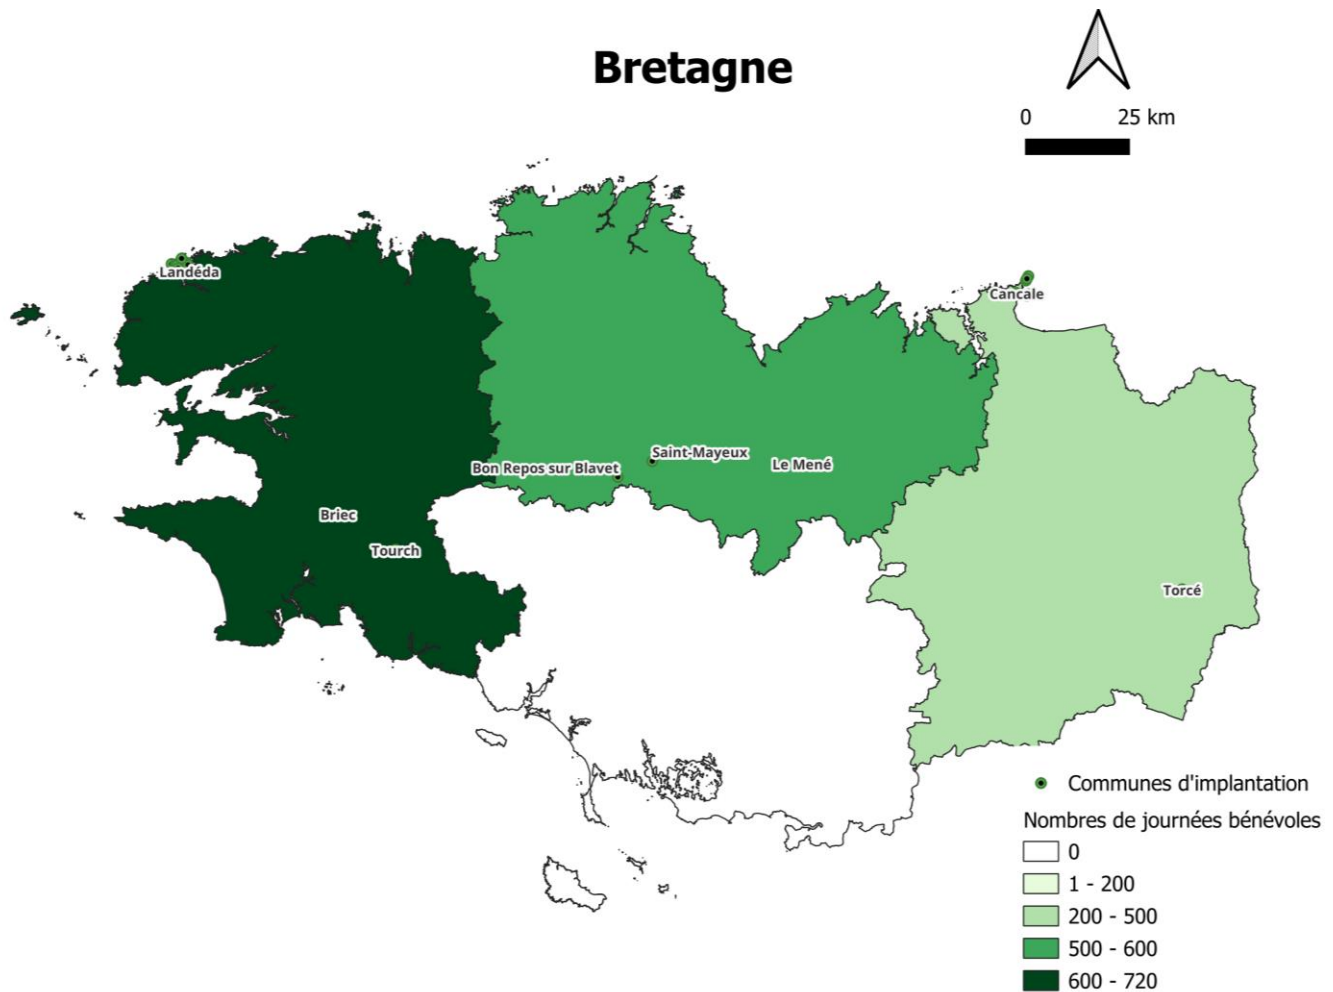 Bretagne
0 25 km
Landéda
Cancale
Saint-Mayeux
Bon Repos sur Blavet
Le Mené
Briec
Tourch
Torcé
Communes d'implantation
Nombres de journées bénévoles
0
1 - 200
200 - 500
500 - 600
600 - 720